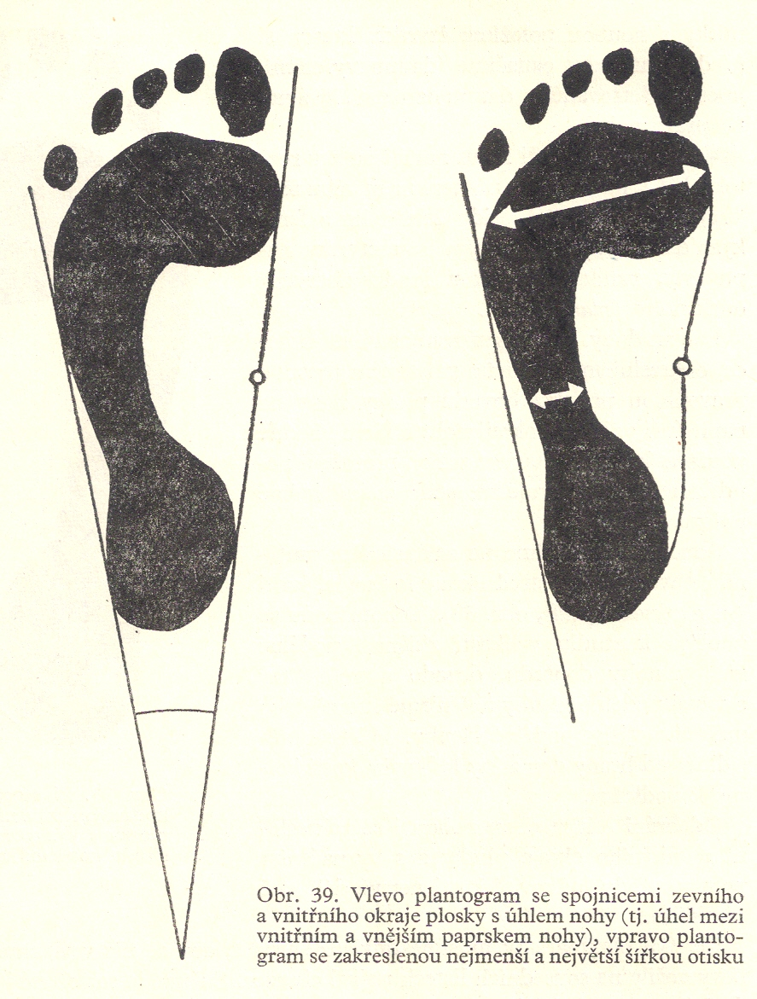 Obr. 39. Vlevo plantogram se spojnicemi zevního
a vnitřního okraje plosky s úhlem nohy (tj. úhel mezi
vnitřním a vnějším paprskem nohy), vpravo planto-
gram se zakreslenou nejmenší a největší šířkou otisku